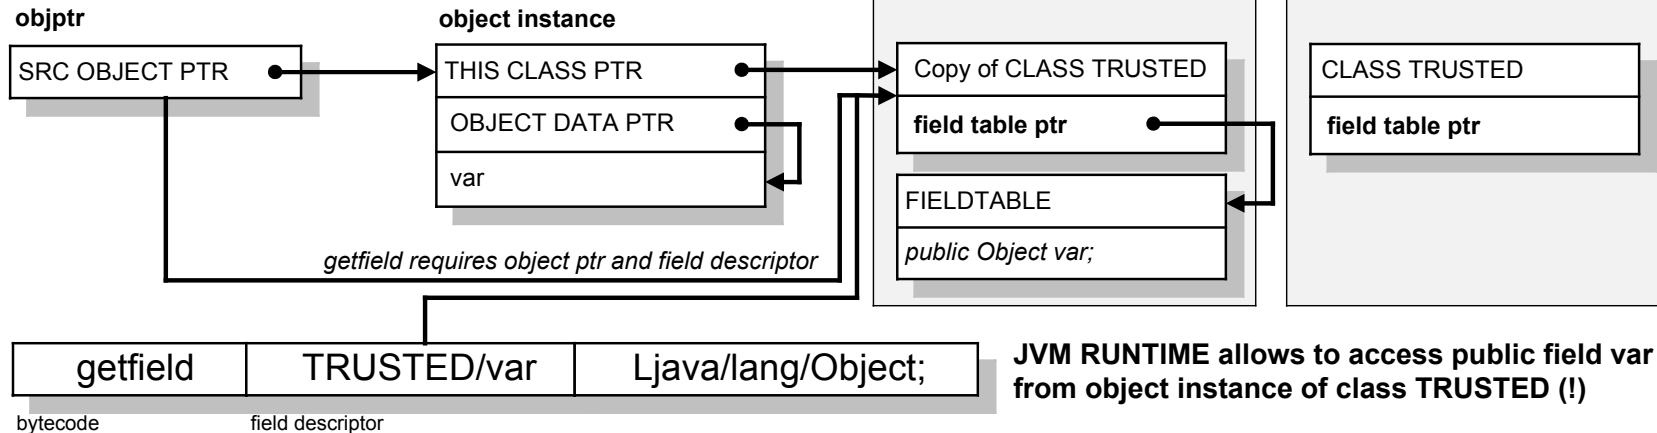 objptr
object instance
SRC OBJECT PTR
THIS CLASS PTR
Copy of CLASS TRUSTED
CLASS TRUSTED
OBJECT DATA PTR
field table ptr
field table ptr
var
FIELDTABLE
public Object var;
getfield requires object ptr and field descriptor
getfield
TRUSTED/var
Ljava/lang/Object;
JVM RUNTIME allows to access public field var
from object instance of class TRUSTED (!)
bytecode
field descriptor